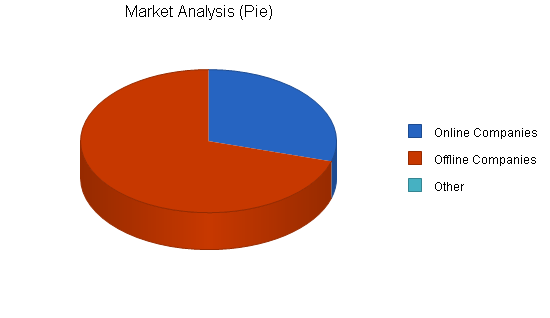 Market Analysis (Pie)
Online Companies
Offline Companies
Other